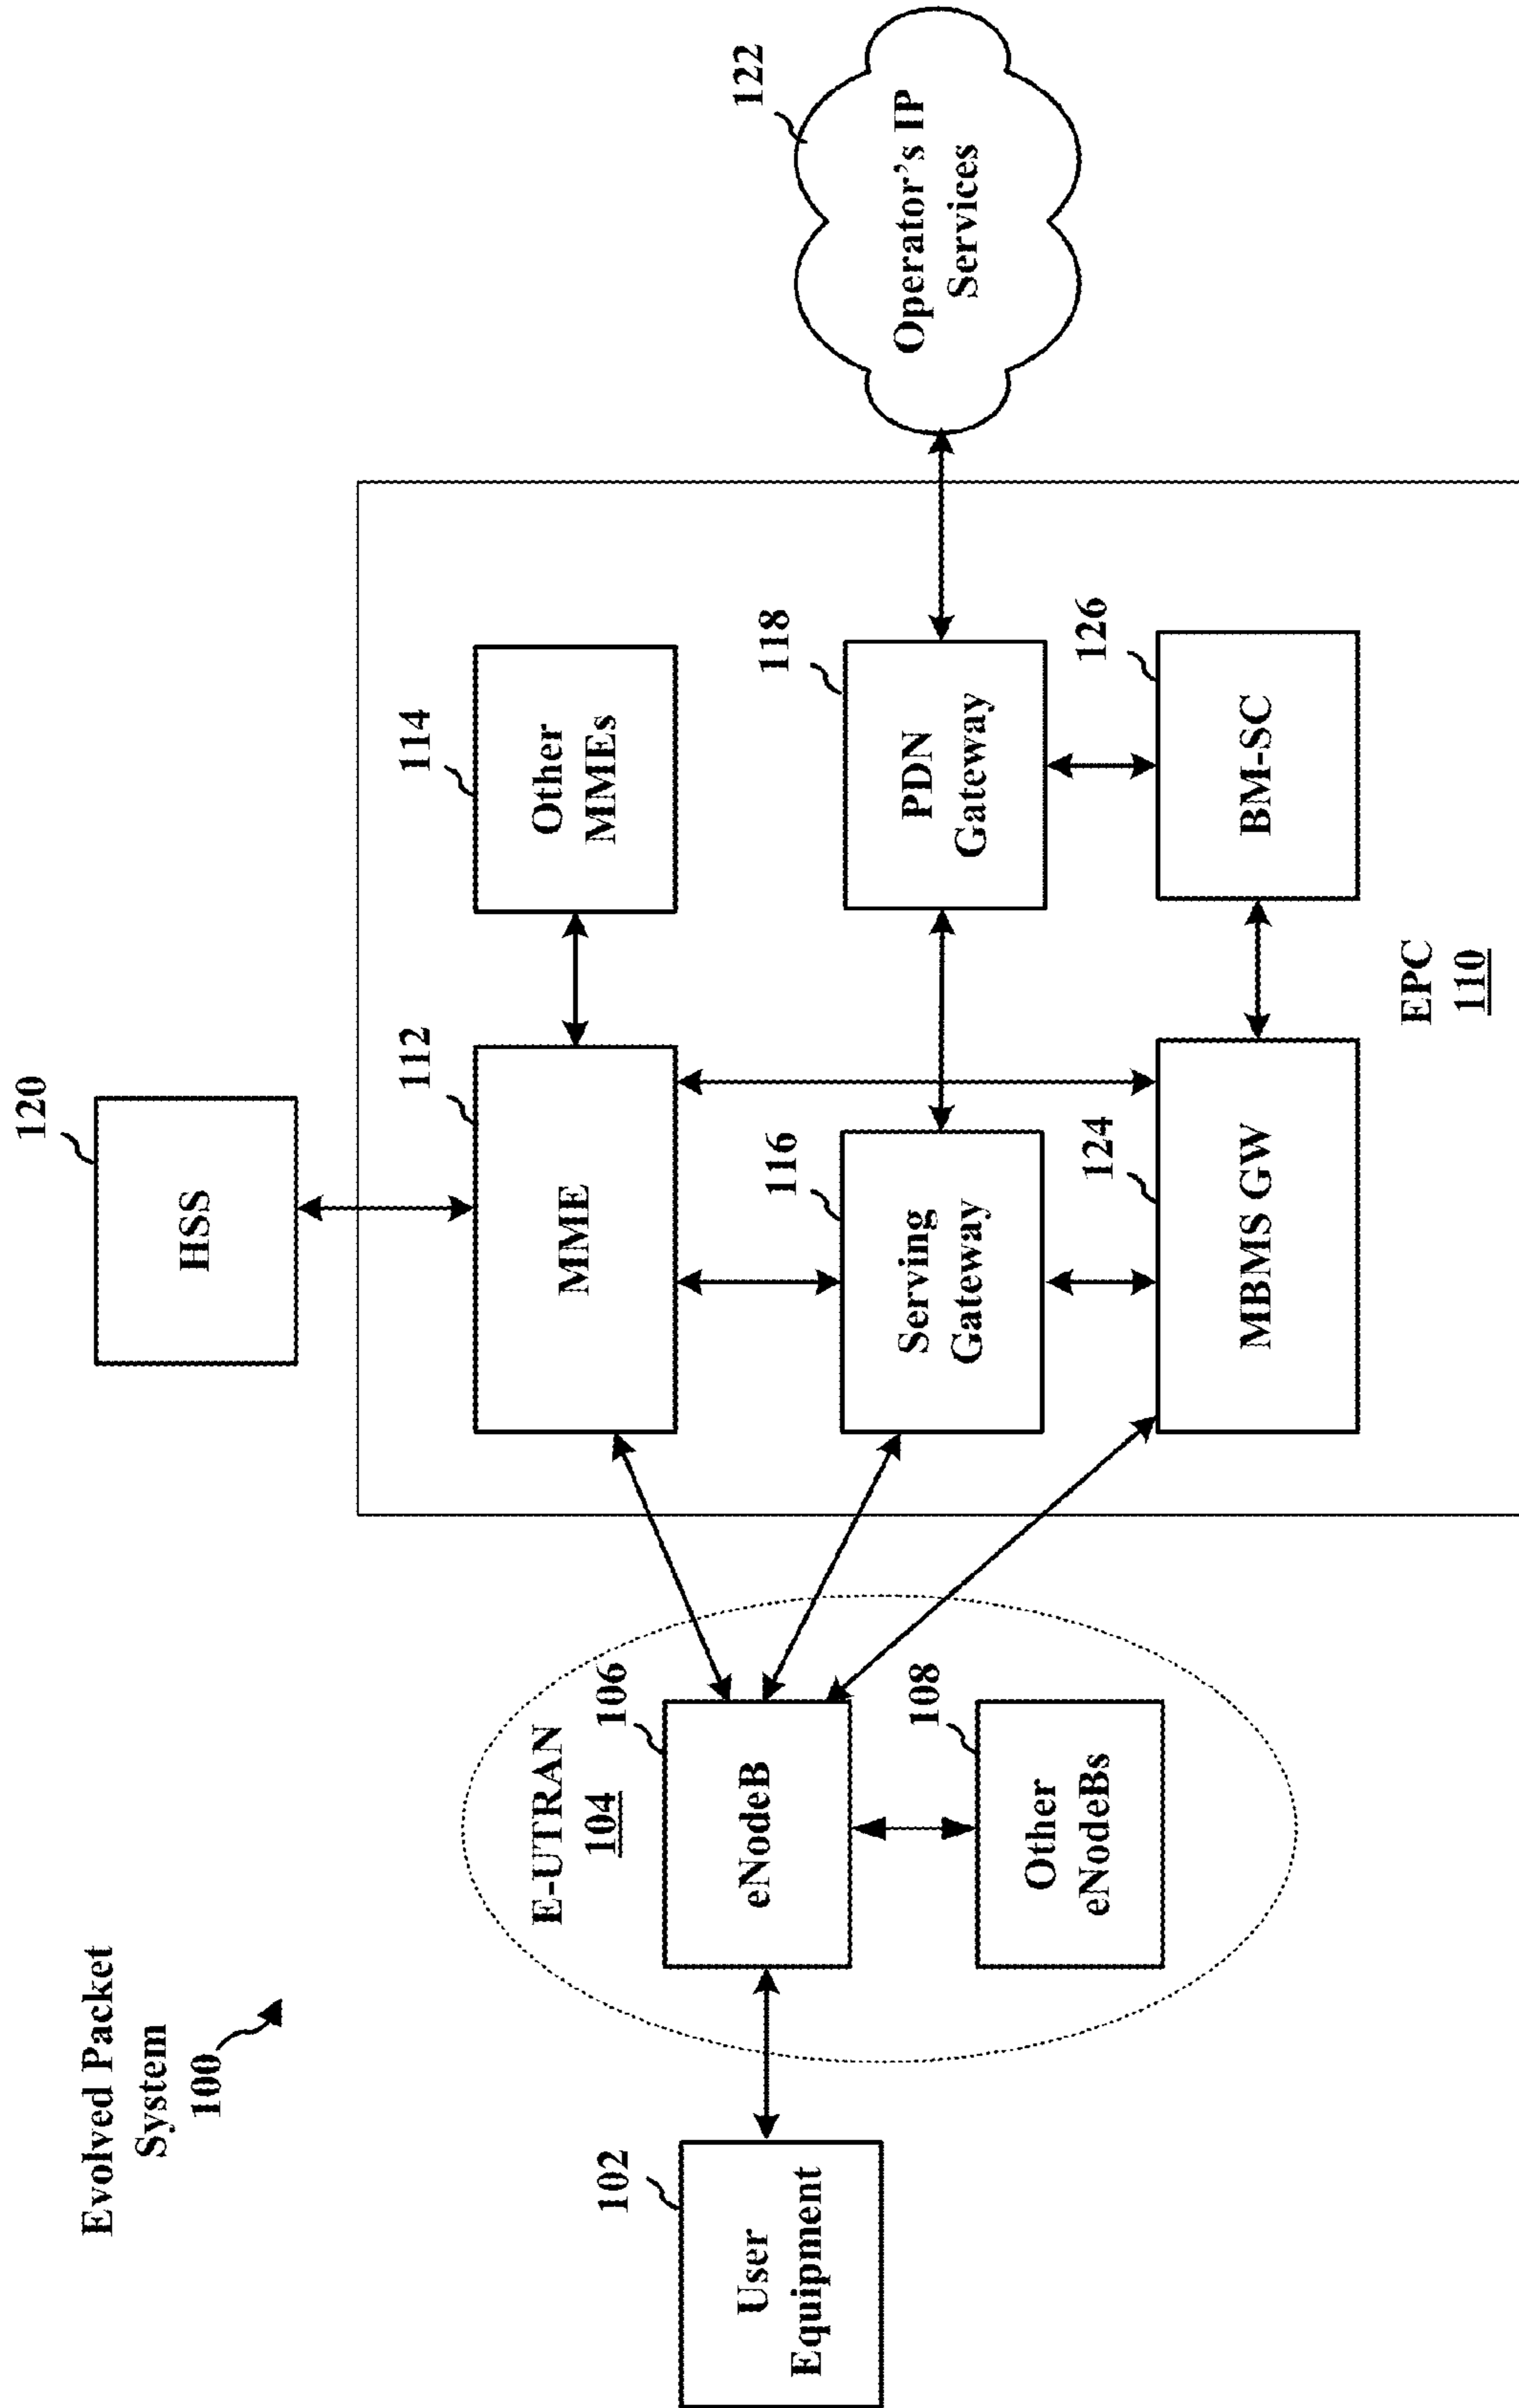 Evolved Packet
System
100
120
HSS
E-UTRAN
104
102
User
Equipment
106
eNodeB
108
Other
eNodeBs
112
MME
114
Other
MMEs
116
Serving
Gateway
118
PDN
Gateway
122
Operator's IP
Services
124
MBMS GW
126
BM-SC
EPC
110